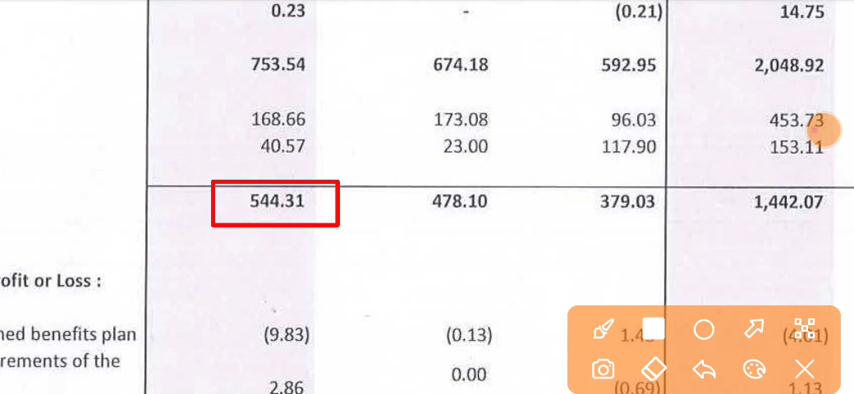 0.23 - (0.21) 14.75
753.54 674.18 592.95 2,048.92
168.66 173.08 96.03 453.73
40.57 23.00 117.90 153.11
544.31 478.10 379.03 1,442.07
ofit or Loss :
ned benefits plan (9.83) (0.13)
rements of the
0.00
2.86 (0.69) 1.13